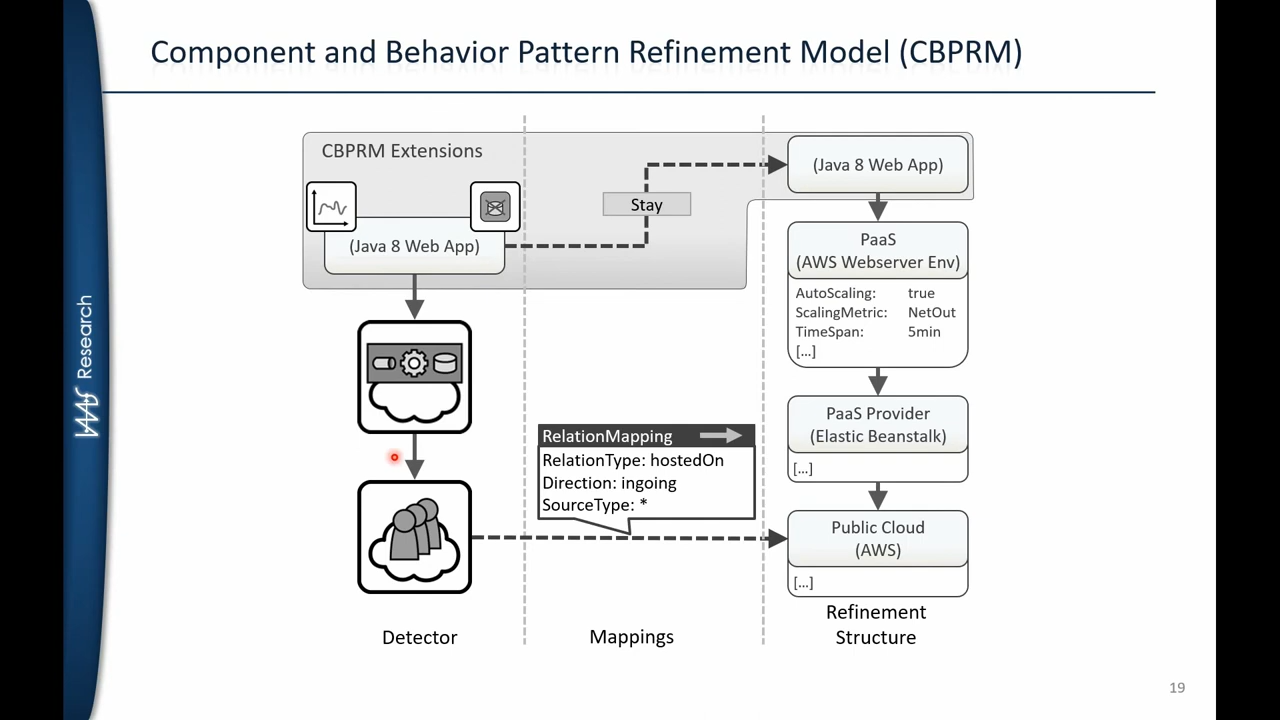 Component and Behavior Pattern Refinement Model (CBPRM)
CBPRM Extensions
(Java 8 Web App)
Stay
(Java 8 Web App)
PaaS
(AWS Webserver Env)
AutoScaling: true
ScalingMetric: NetOut
TimeSpan: 5min
[...]
RelationMapping
RelationType: hostedOn
Direction: ingoing
SourceType: *
PaaS Provider
(Elastic Beanstalk)
[...]
Public Cloud
(AWS)
[...]
Detector
Mappings
Refinement
Structure
IAAS Research
19